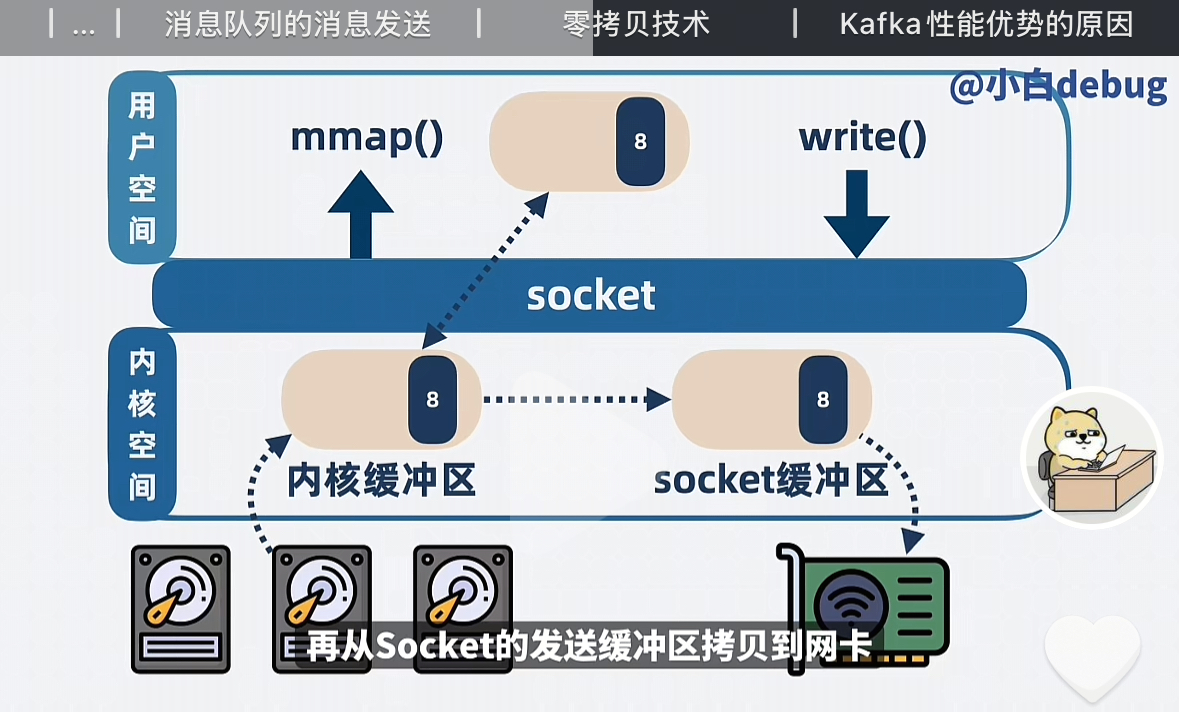 ... 消息队列的消息发送 零拷贝技术 Kafka性能优势的原因
@小白debug
用户空间
mmap()
8
write()
socket
内核空间
8
8
内核缓冲区
socket缓冲区
再从Socket的发送缓冲区拷贝到网卡